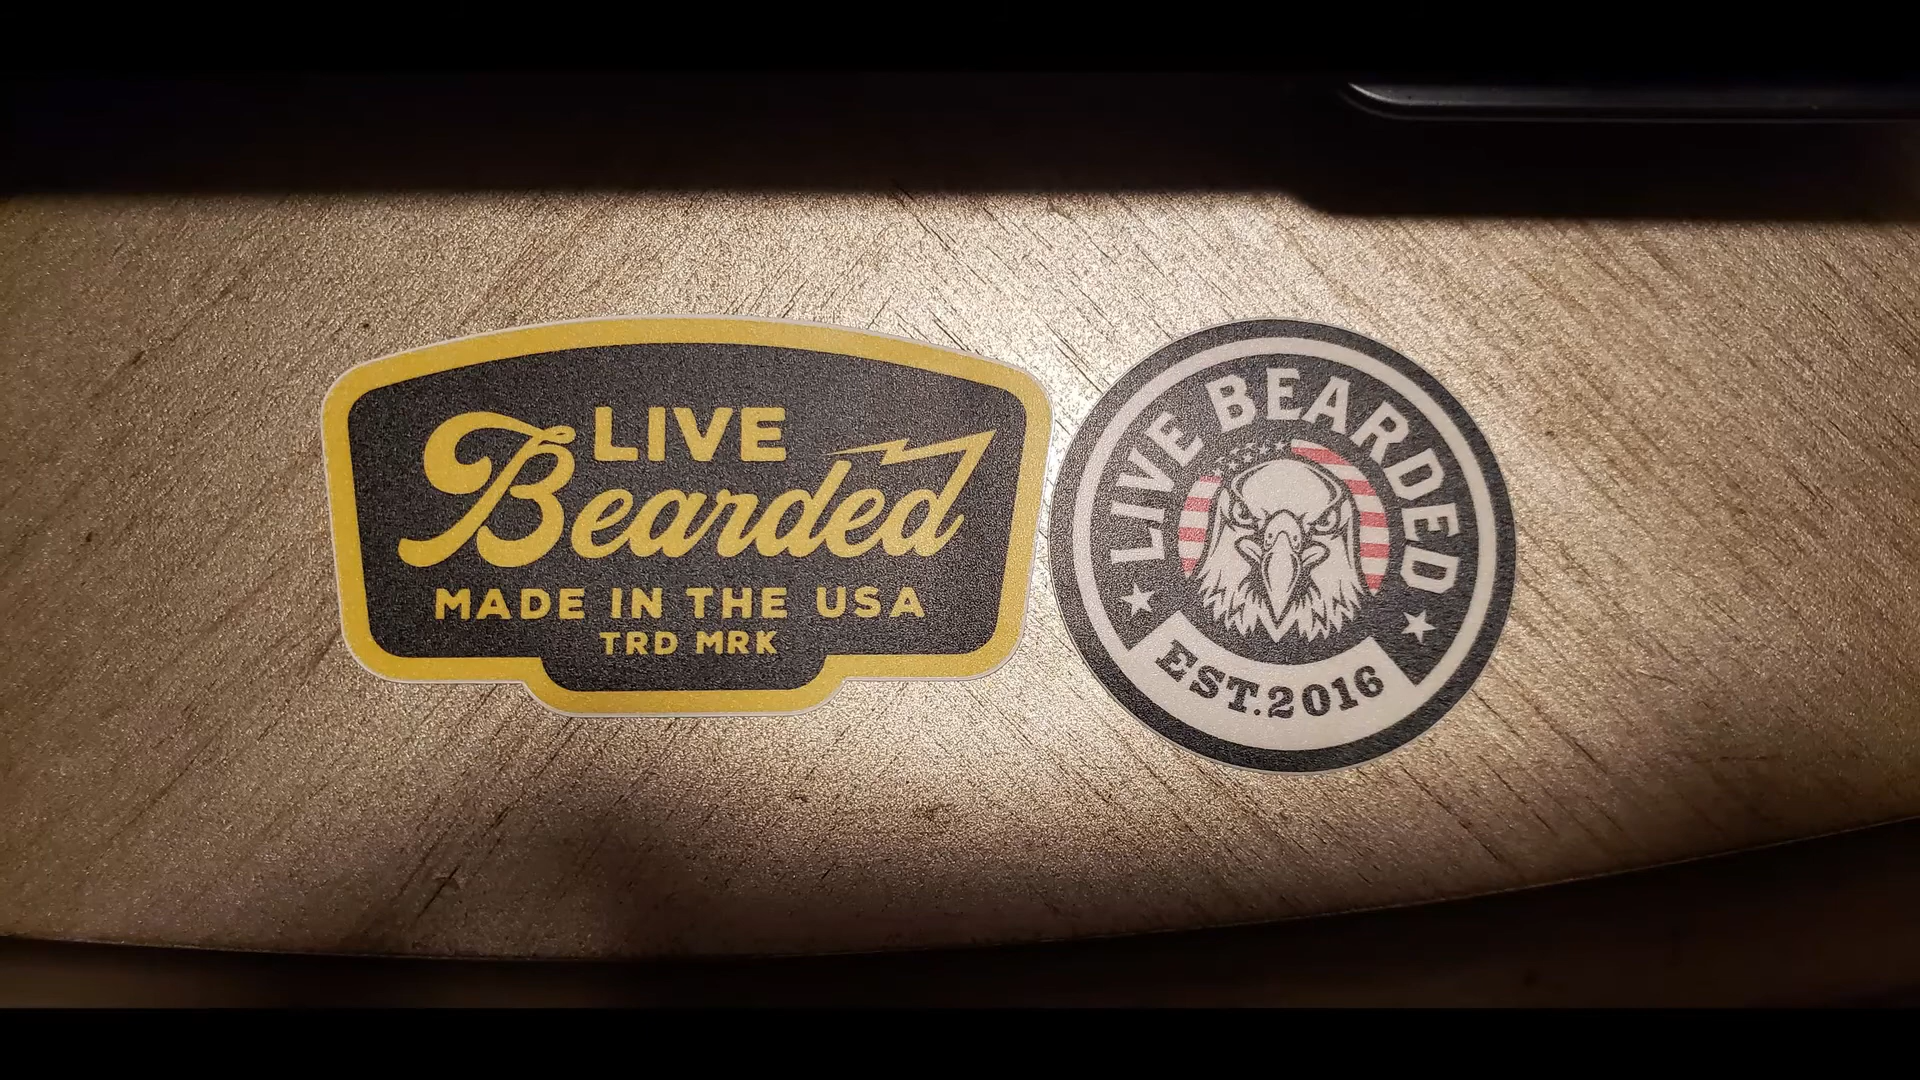 LIVE
Bearded
MADE IN THE USA
TRD MRK
LIVE BEARDED
EST. 2016